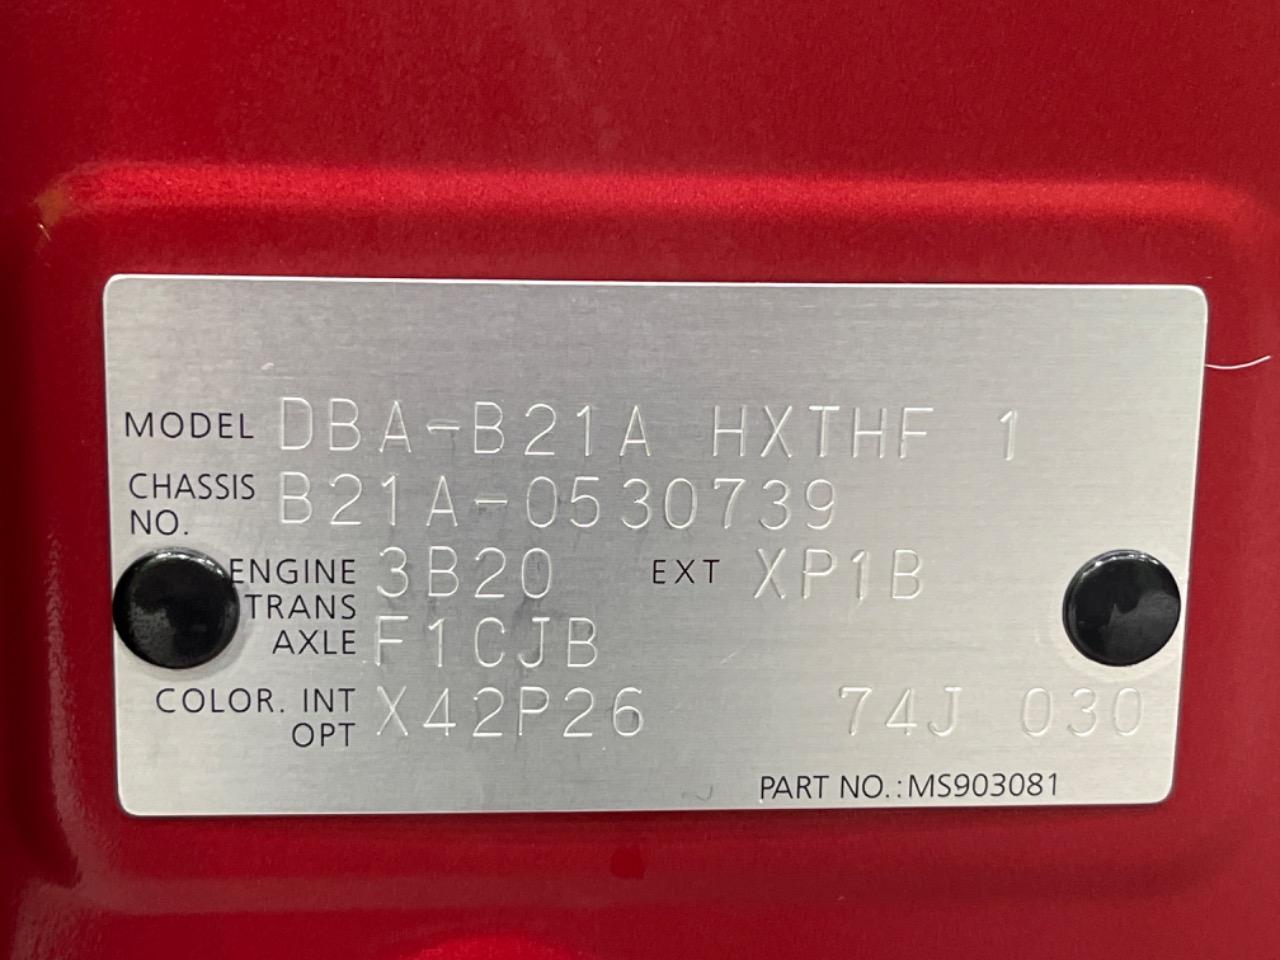 MODEL DBA-B21A HXTHF 1
CHASSIS NO. B21A-0530739
ENGINE 3B20 EXT XP1B
TRANS AXLE F1CJB
COLOR. INT OPT X42P26 74J 030
PART NO.:MS903081